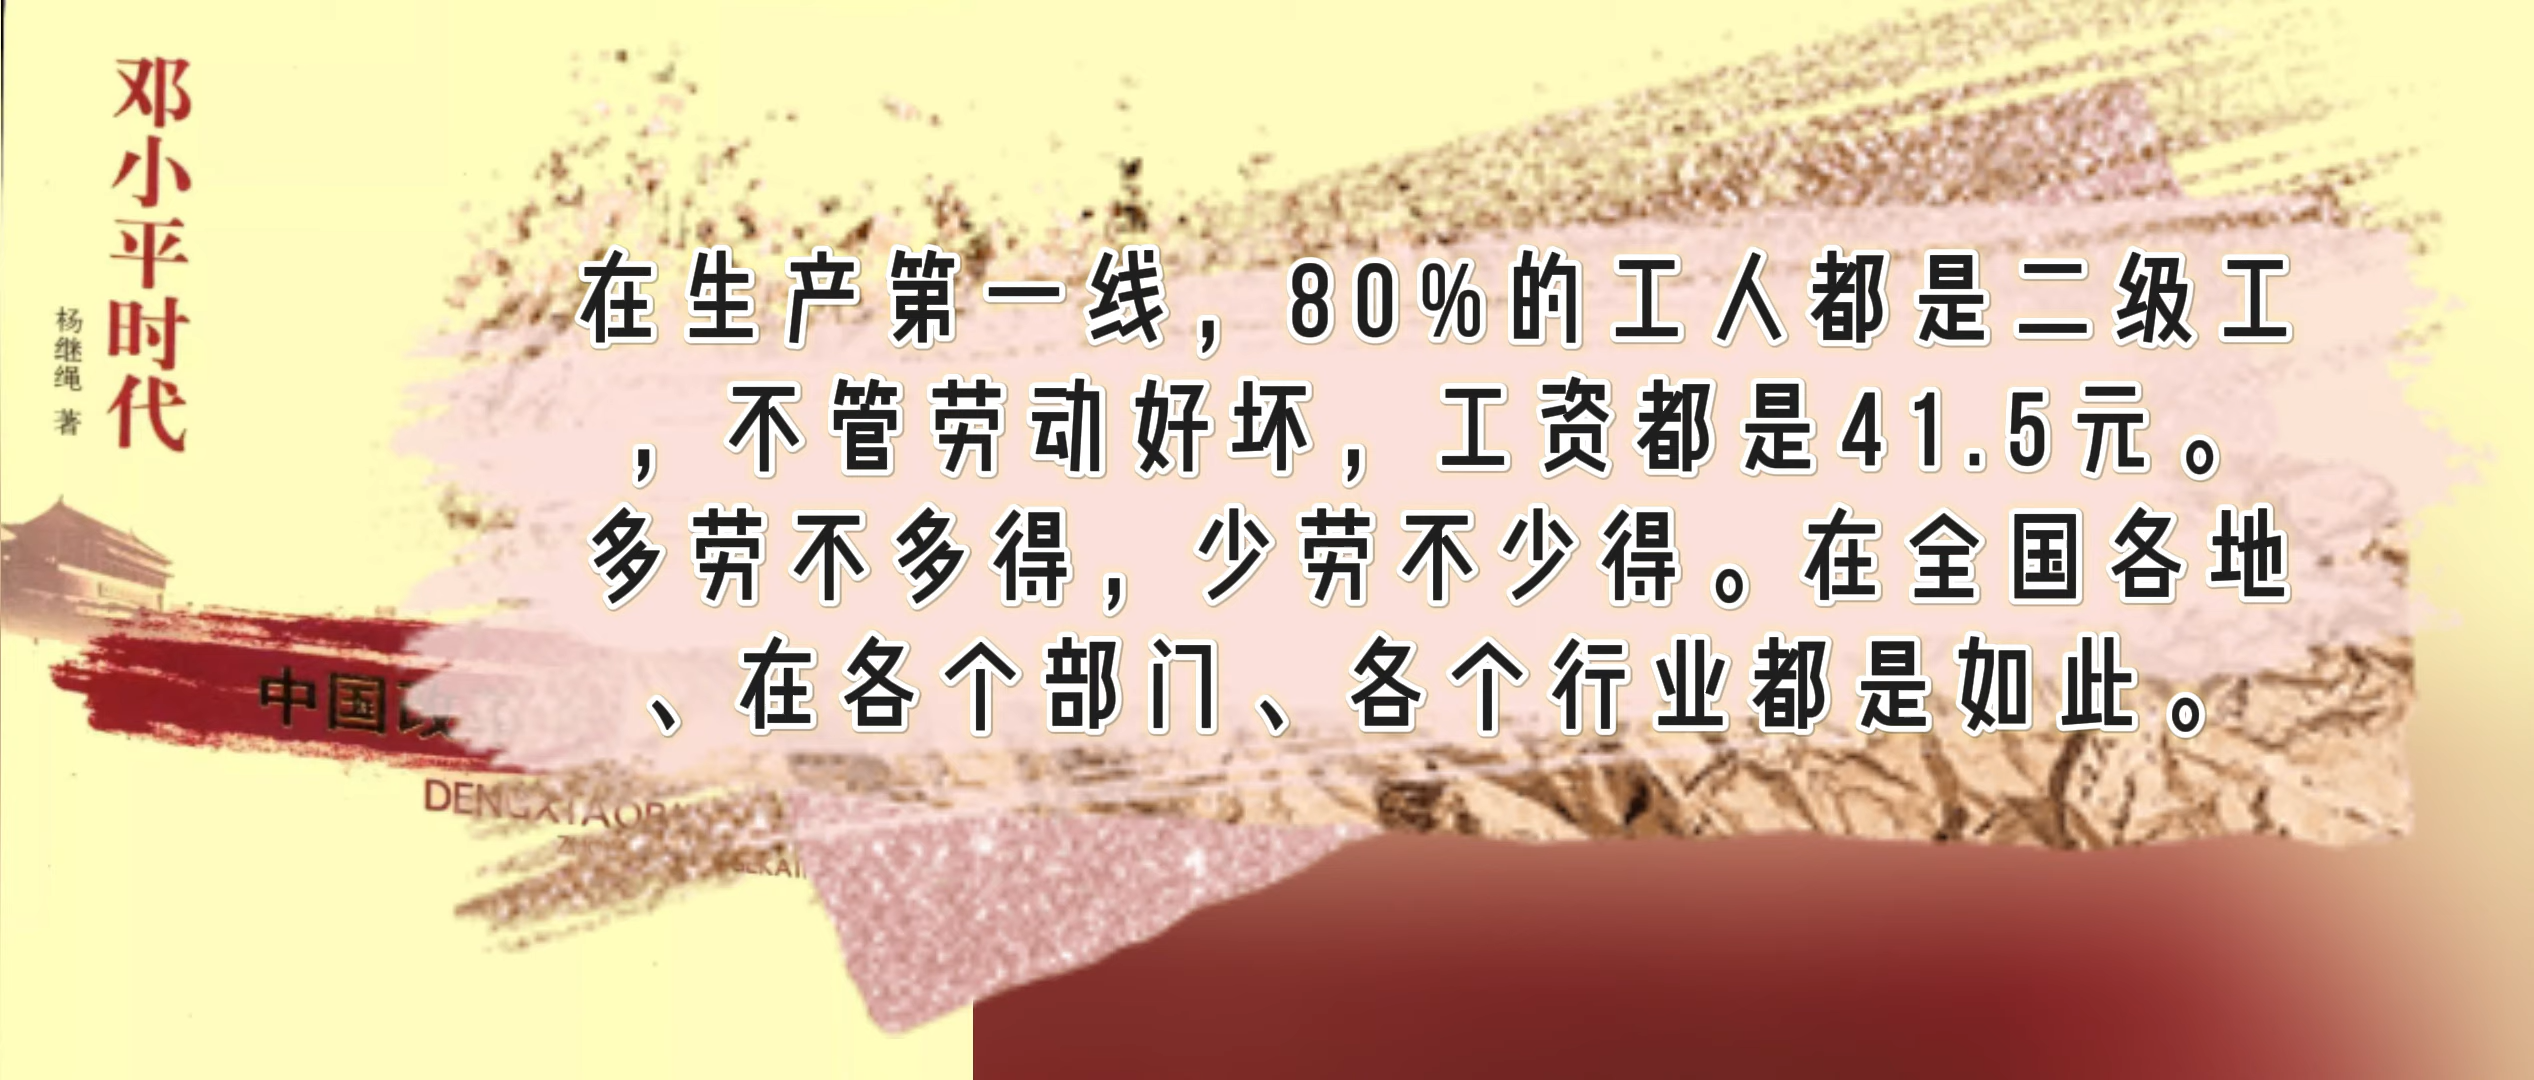 邓小平时代
杨继绳 著
在生产第一线，80%的工人都是二级工
，不管劳动好坏，工资都是41.5元。
多劳不多得，少劳不少得。在全国各地
、在各个部门、各个行业都是如此。
中国
DENGXIAOP